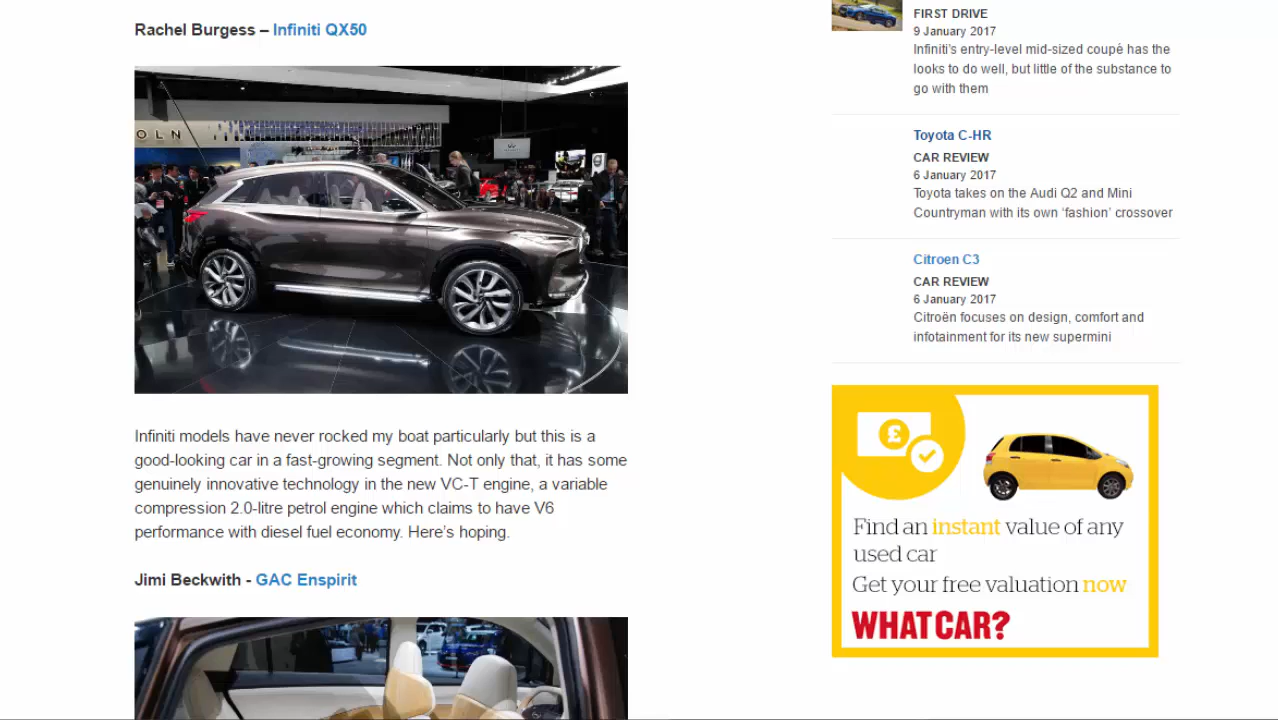 Rachel Burgess – Infiniti QX50
OLN
Infiniti models have never rocked my boat particularly but this is a
good-looking car in a fast-growing segment. Not only that, it has some
genuinely innovative technology in the new VC-T engine, a variable
compression 2.0-litre petrol engine which claims to have V6
performance with diesel fuel economy. Here’s hoping.
Jimi Beckwith - GAC Enspirit
FIRST DRIVE
9 January 2017
Infiniti’s entry-level mid-sized coupé has the
looks to do well, but little of the substance to
go with them
Toyota C-HR
CAR REVIEW
6 January 2017
Toyota takes on the Audi Q2 and Mini
Countryman with its own ‘fashion’ crossover
Citroen C3
CAR REVIEW
6 January 2017
Citroën focuses on design, comfort and
infotainment for its new supermini
£
Find an instant value of any
used car
Get your free valuation now
WHATCAR?